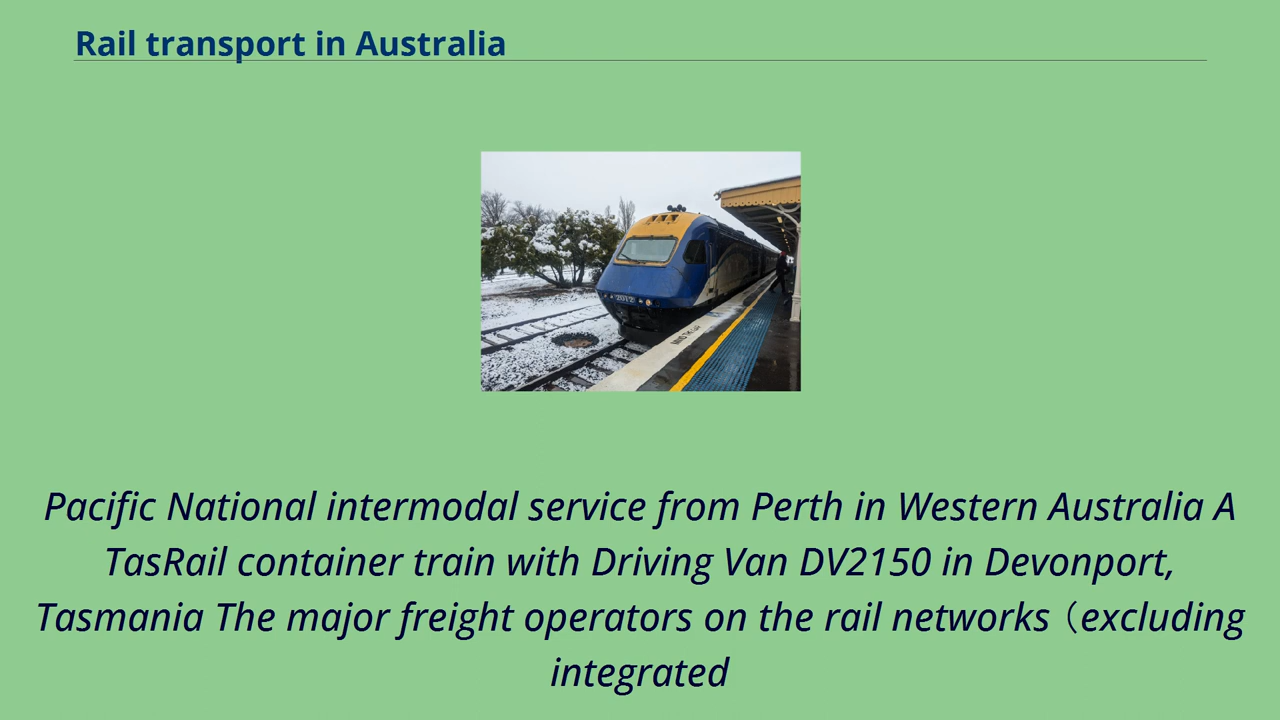 Rail transport in Australia
2012
Pacific National intermodal service from Perth in Western Australia A
TasRail container train with Driving Van DV2150 in Devonport,
Tasmania The major freight operators on the rail networks （excluding
integrated